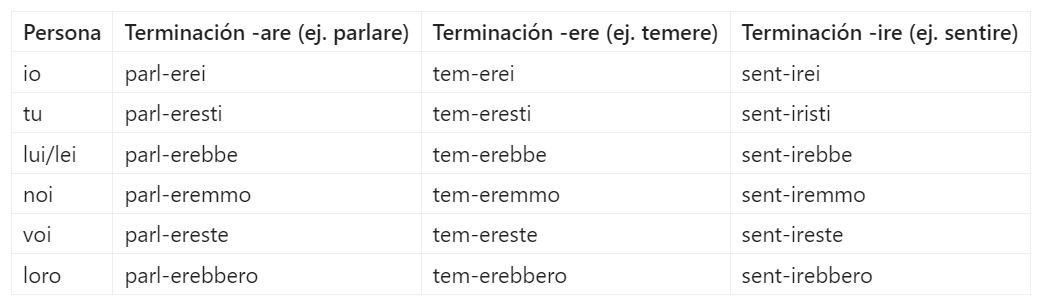 Persona Terminación -are (ej. parlare) Terminación -ere (ej. temere) Terminación -ire (ej. sentire)
io parl-erei tem-erei sent-irei
tu parl-eresti tem-eresti sent-iristi
lui/lei parl-erebbe tem-erebbe sent-irebbe
noi parl-eremmo tem-eremmo sent-iremmo
voi parl-ereste tem-ereste sent-ireste
loro parl-erebbero tem-erebbero sent-irebbero